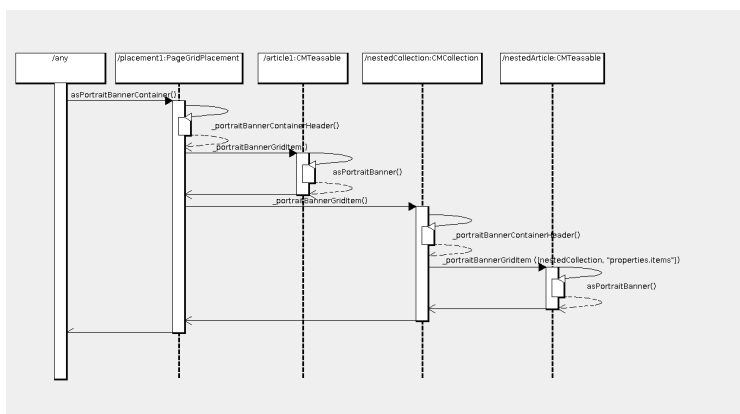 /any
/placement1:PageGridPlacement
/article1:CMTeasable
/nestedCollection:CMCollection
/nestedArticle:CMTeasable
asPortraitBannerContainer()
_portraitBannerContainerHeader()
_portraitBannerGridItem()
asPortraitBanner()
_portraitBannerGridItem()
_portraitBannerContainerHeader()
_portraitBannerGridItem ([nestedCollection, "properties.items"])
asPortraitBanner()